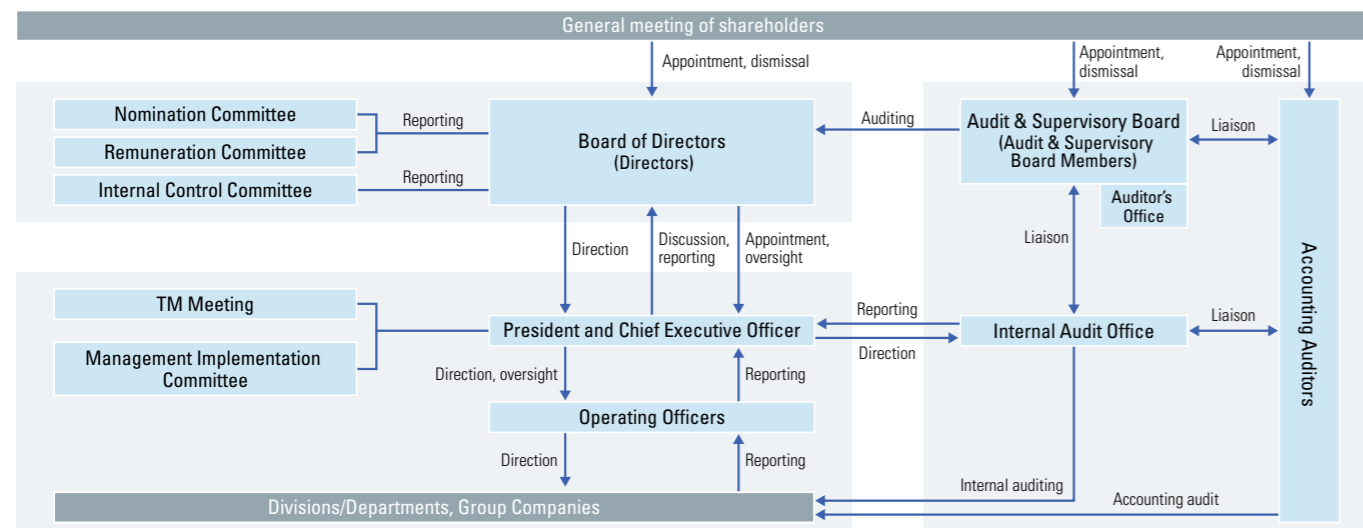 General meeting of shareholders
Appointment, dismissal
Appointment,
dismissal
Appointment,
dismissal
Nomination Committee
Remuneration Committee
Internal Control Committee
Reporting
Reporting
Board of Directors
(Directors)
Auditing
Audit & Supervisory Board
(Audit & Supervisory
Board Members)
Auditor's
Office
Liaison
Liaison
Direction
Discussion,
reporting
Appointment,
oversight
TM Meeting
Management Implementation
Committee
President and Chief Executive Officer
Reporting
Direction
Internal Audit Office
Liaison
Accounting Auditors
Direction, oversight
Reporting
Operating Officers
Direction
Reporting
Internal auditing
Accounting audit
Divisions/Departments, Group Companies